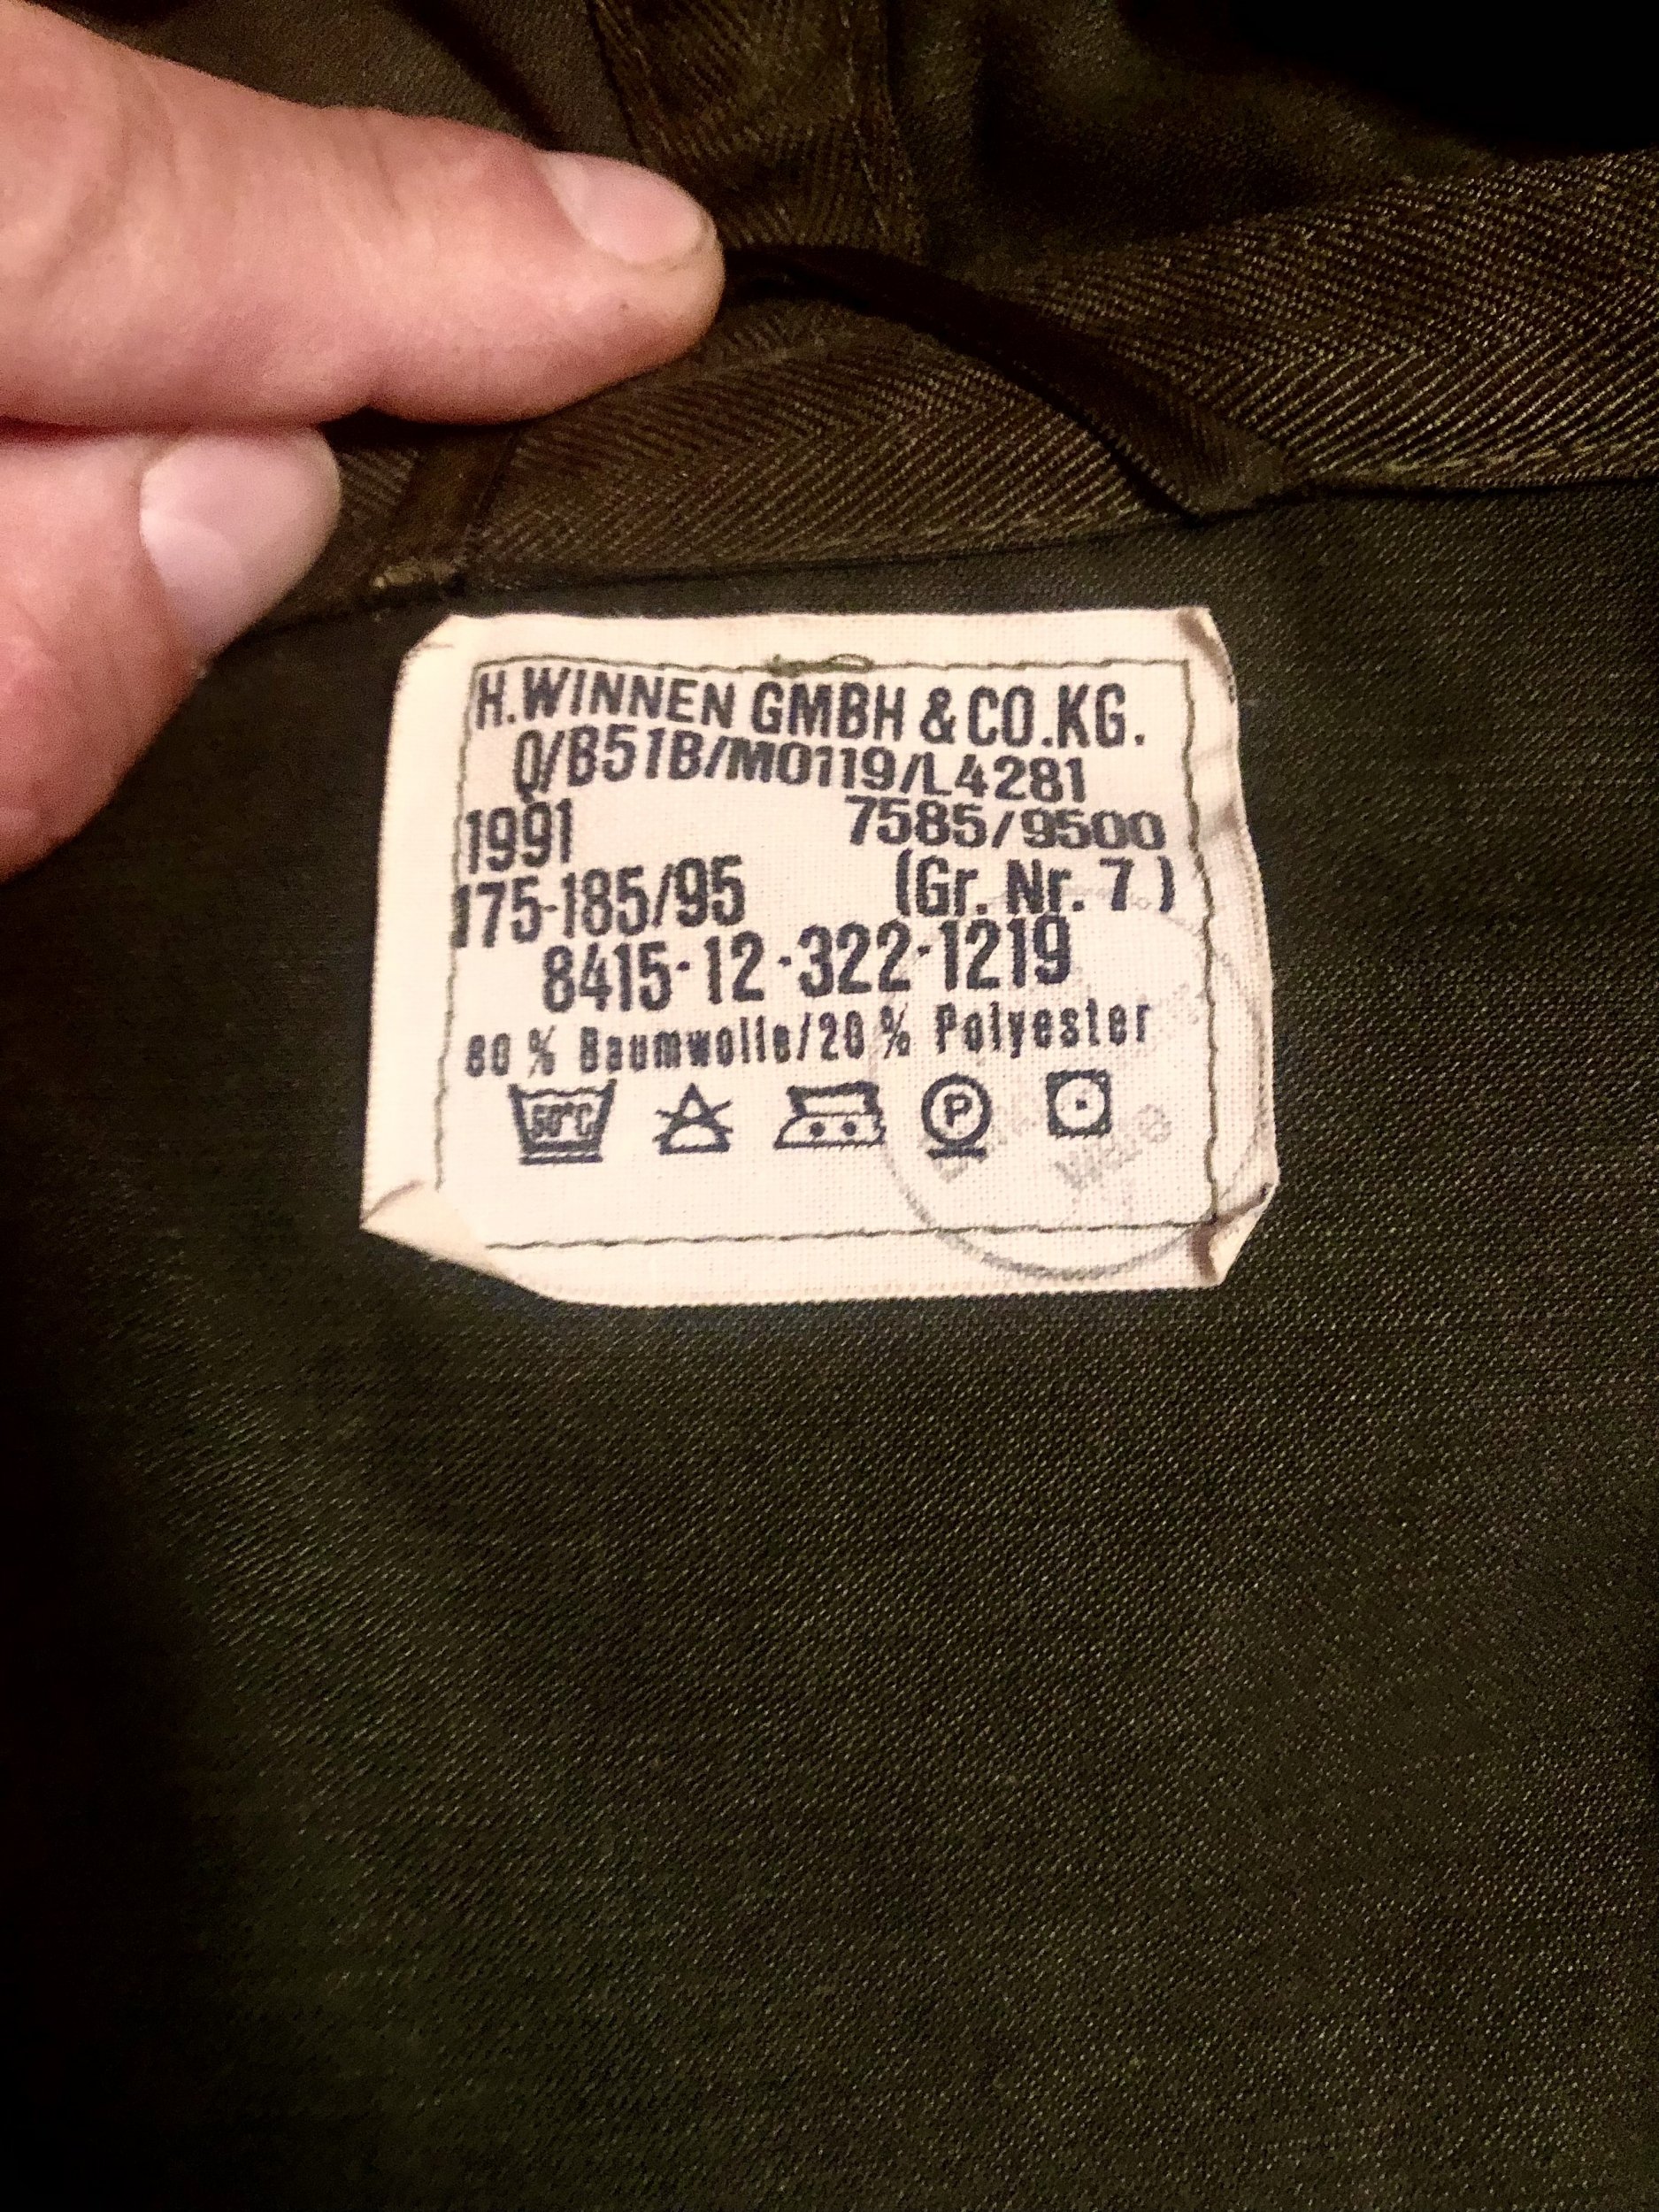 H.WINNEN GMBH & CO.KG.
Q/B51B/M0119/L4281
1991 7585/9500
175-185/95 (Gr. Nr. 7 )
8415-12-322-1219
80 % Baumwolle/20 % Polyester
P